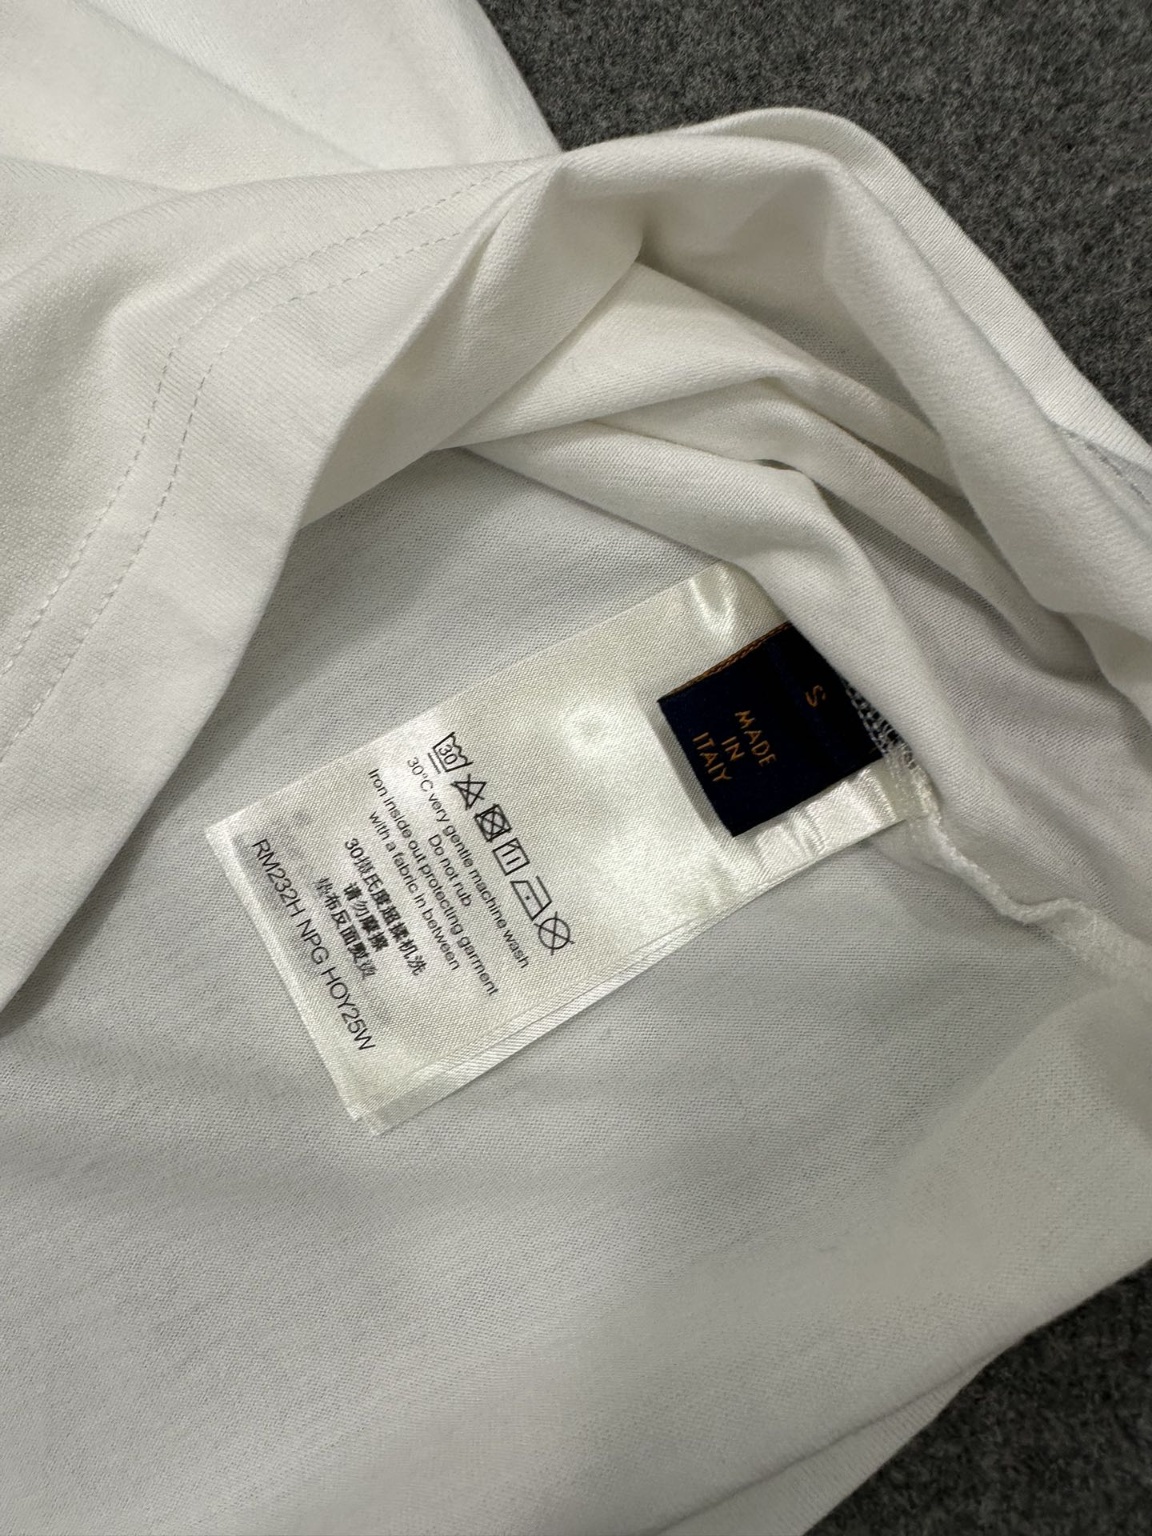 S
MADE
IN
ITALY
30
30°C very gentle machine wash
Do not rub
Iron inside out protecting garment
with a fabric in between
30摄氏度超揉机洗
请勿摩擦
垫布反面熨烫
RM232H NPG HOY25W